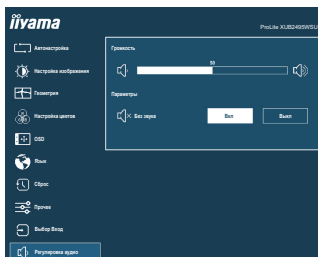 iiyama
ProLite XUB2495WSU
Автонастройка
Громкость
50
Настройка изображения
Геометрия
Параметры
Настройка цветов
Без звука
Вкл
Выкл
OSD
Язык
Сброс
Прочее
Выбор Вход
Регулировка аудио